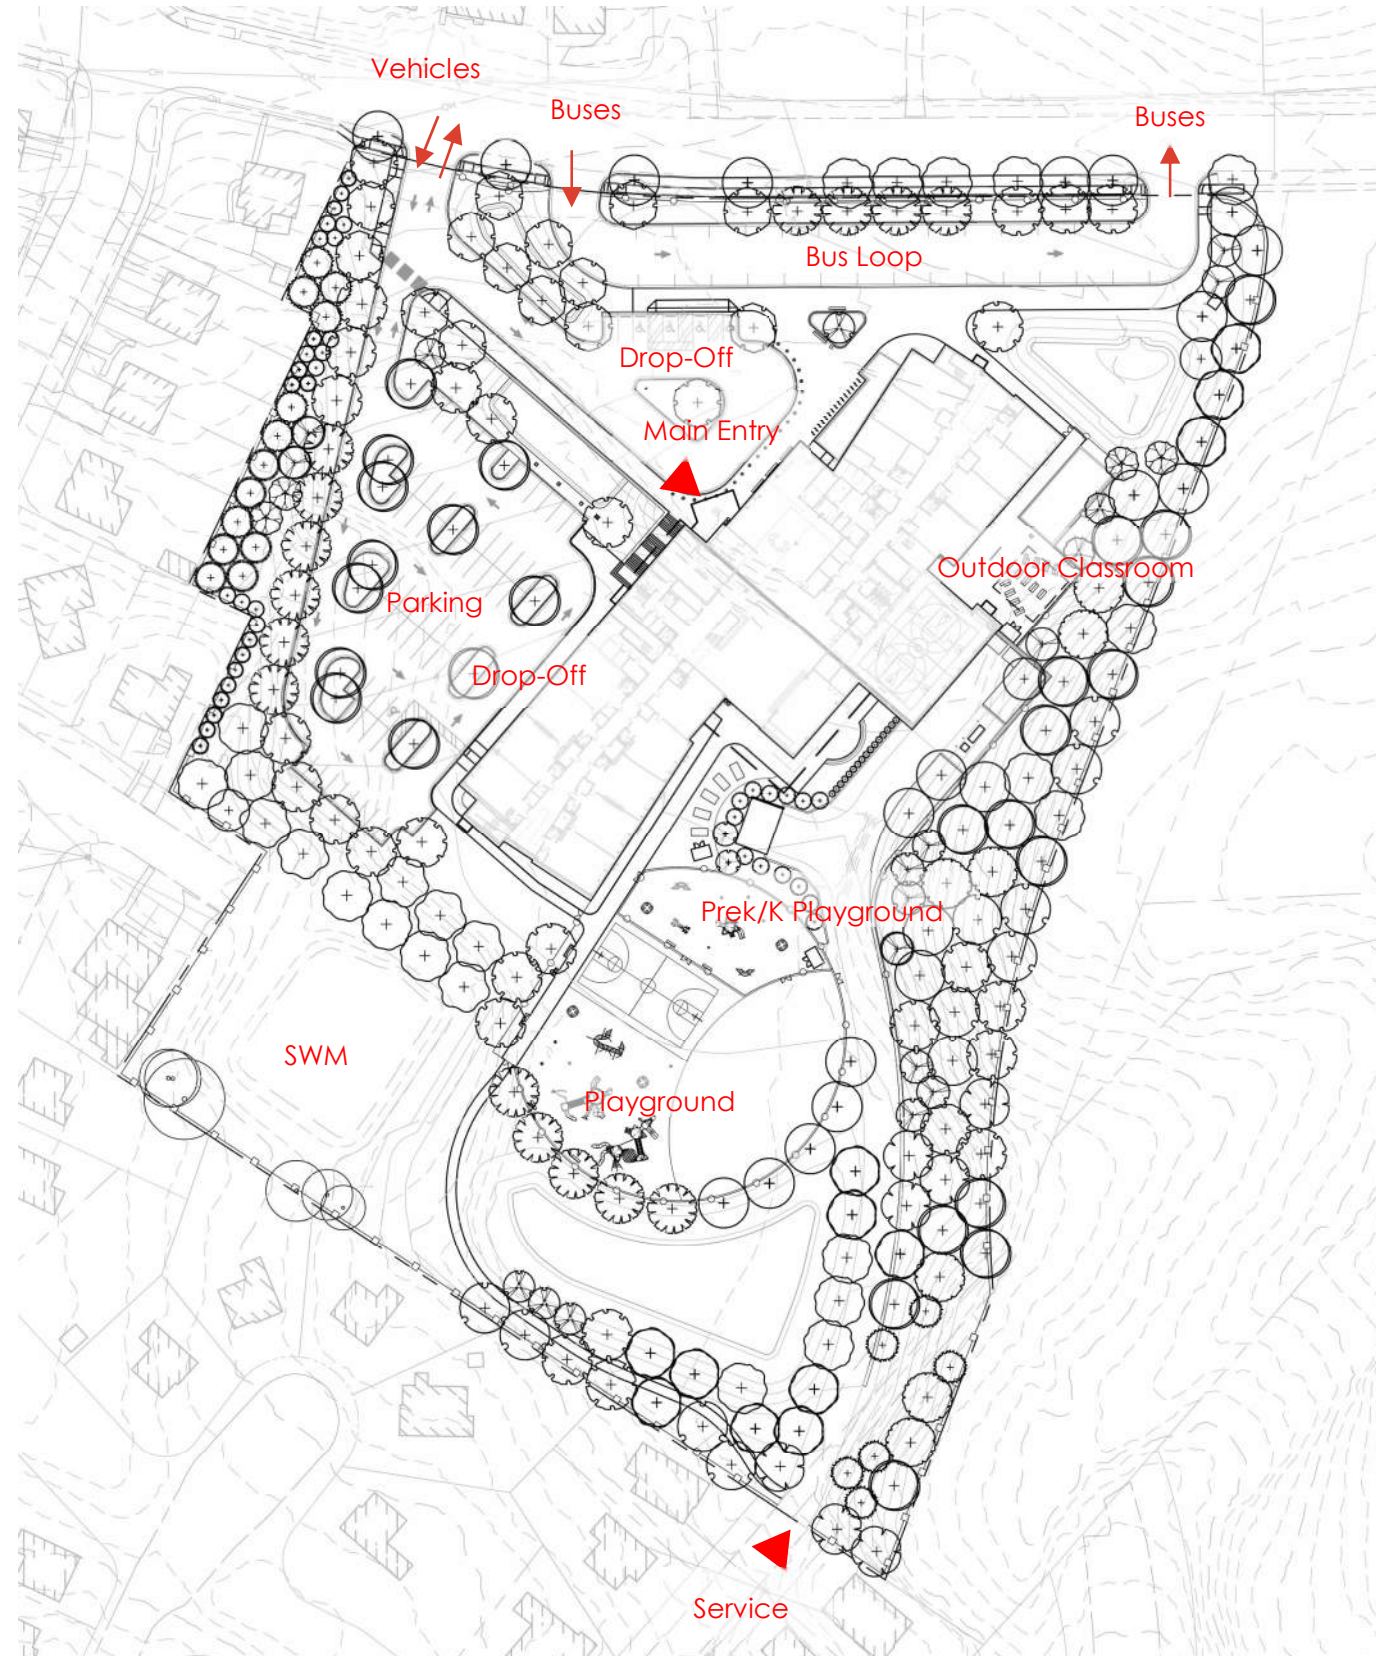 Vehicles
Buses
Buses
Bus Loop
Drop-Off
Main Entry
Outdoor Classroom
Parking
Drop-Off
Prek/K Playground
SWM
Playground
Service